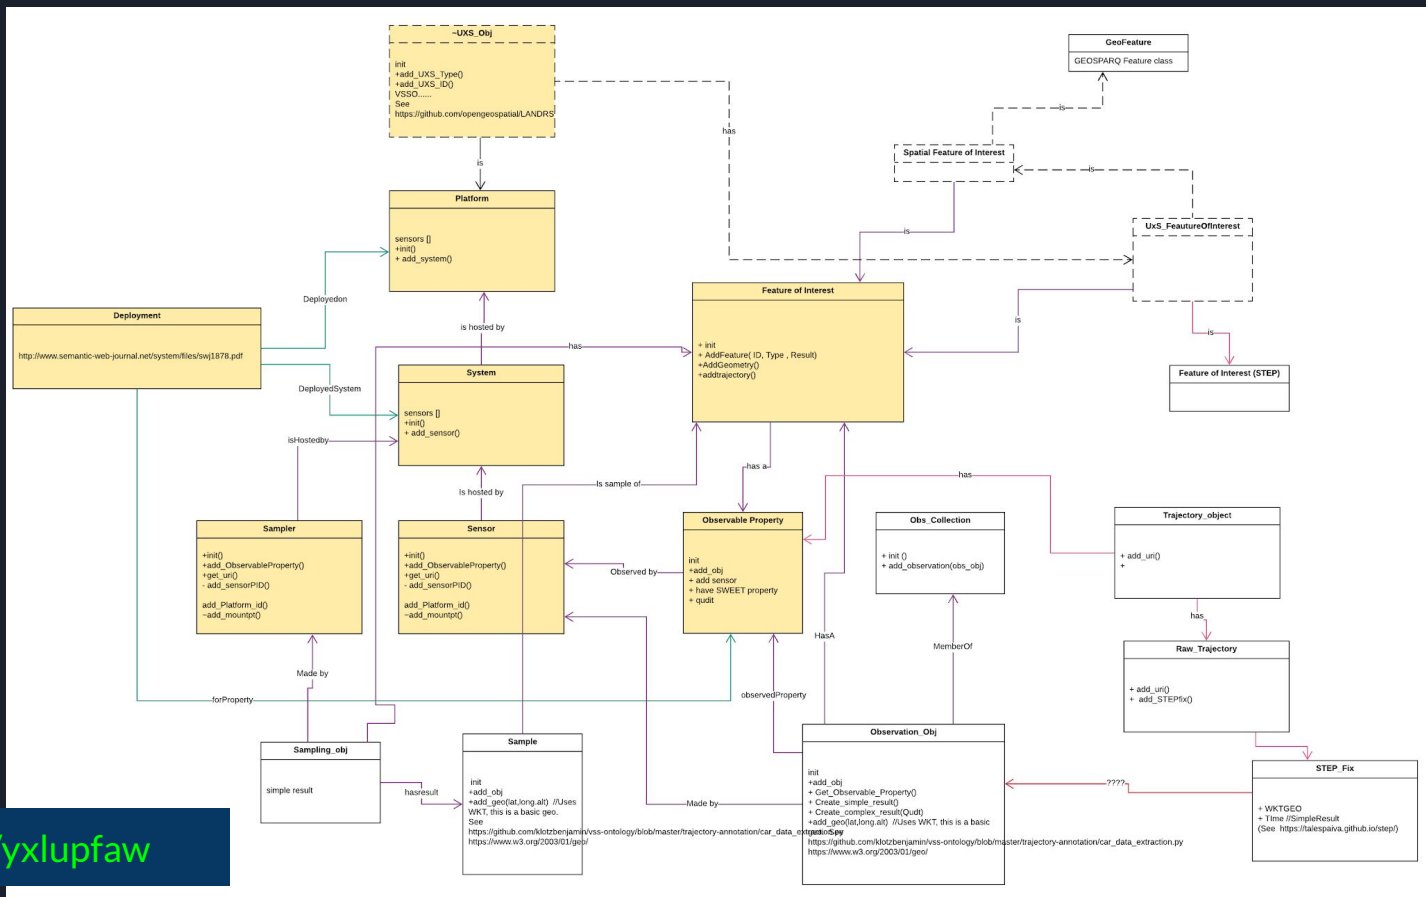 ~UXS_Obj
init
+add_UXS_Type()
+add_UXS_ID()
VSSO......
See
https://github.com/opengeospatial/LANDRS
GeoFeature
GEOSPARQ Feature class
is
has
Spatial Feature of Interest
is
is
Platform
sensors []
+init()
+ add_system()
UxS_FeautureOfInterest
is
Deployedon
Feature of Interest
+ init
+ AddFeature( ID, Type , Result)
+AddGeometry()
+addtrajectory()
is
is
Deployment
http://www.semantic-web-journal.net/system/files/swj1878.pdf
is hosted by
has
Feature of Interest (STEP)
System
sensors []
+init()
+ add_sensor()
DeployedSystem
isHostedby
has a
has
Is hosted by
Is sample of
Sampler
+init()
+add_ObservableProperty()
+get_uri()
- add_sensorPID()
add_Platform_id()
Sensor
+init()
+add_ObservableProperty()
+get_uri()
- add_sensorPID()
add_Platform_id()
~add_mountpt()
Observed by
Observable Property
init
+add_obj
+ add sensor
+ have SWEET property
+ qudit
Obs_Collection
+ init ()
+ add_observation(obs_obj)
Trajectory_object
+ add_uri()
+
has
HasA
MemberOf
Raw_Trajectory
+ add_uri()
+ add_STEPfix()
Made by
forProperty
observedProperty
Sampling_obj
simple result
hasresult
Sample
init
+add_obj
+add_geo(lat,long.alt) //Uses
WKT, this is a basic geo.
See
https://github.com/klotzbenjamin/vss-ontology/blob/master/trajectory-annotation/car_data_extraction.py
https://www.w3.org/2003/01/geo/
Made by
Observation_Obj
init
+add_obj
+ Get_Observable_Property()
+ Create_simple_result()
+ Create_complex_result(Qudt)
+add_geo(lat,long.alt) //Uses WKT, this is a basic
https://github.com/klotzbenjamin/vss-ontology/blob/master/trajectory-annotation/car_data_extraction.py
https://www.w3.org/2003/01/geo/
????
STEP_Fix
+ WKTGEO
+ TIme //SimpleResult
(See https://talespaiva.github.io/step/)
/yxlupfaw